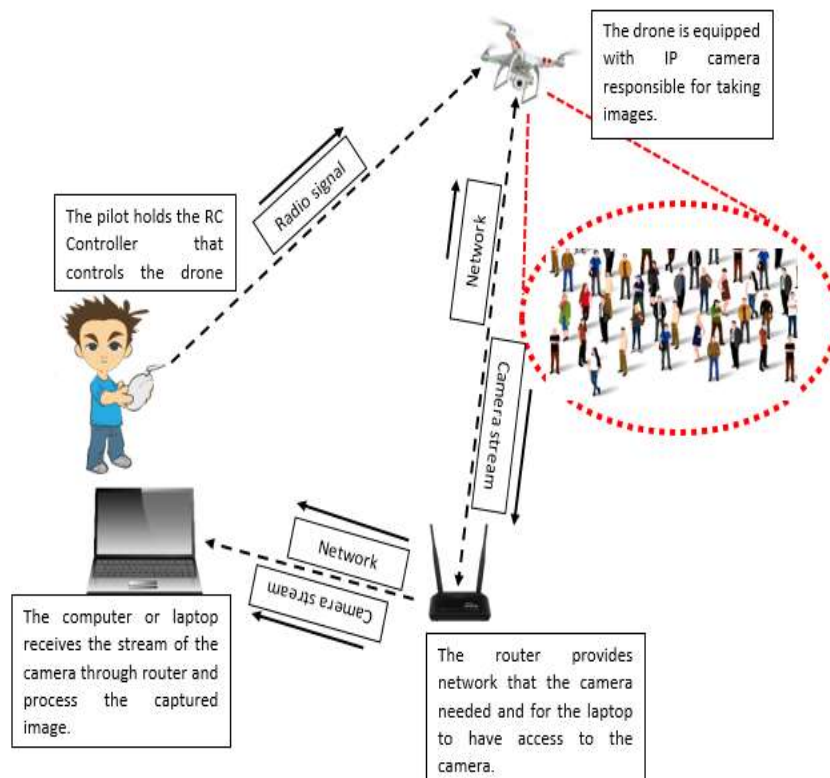 The drone is equipped
with IP camera
responsible for taking
images.
Radio signal
The pilot holds the RC
Controller that
controls the drone
Network
Camera stream
Network
Camera stream
The computer or laptop
receives the stream of the
camera through router and
process the captured
image.
The router provides
network that the camera
needed and for the laptop
to have access to the
camera.